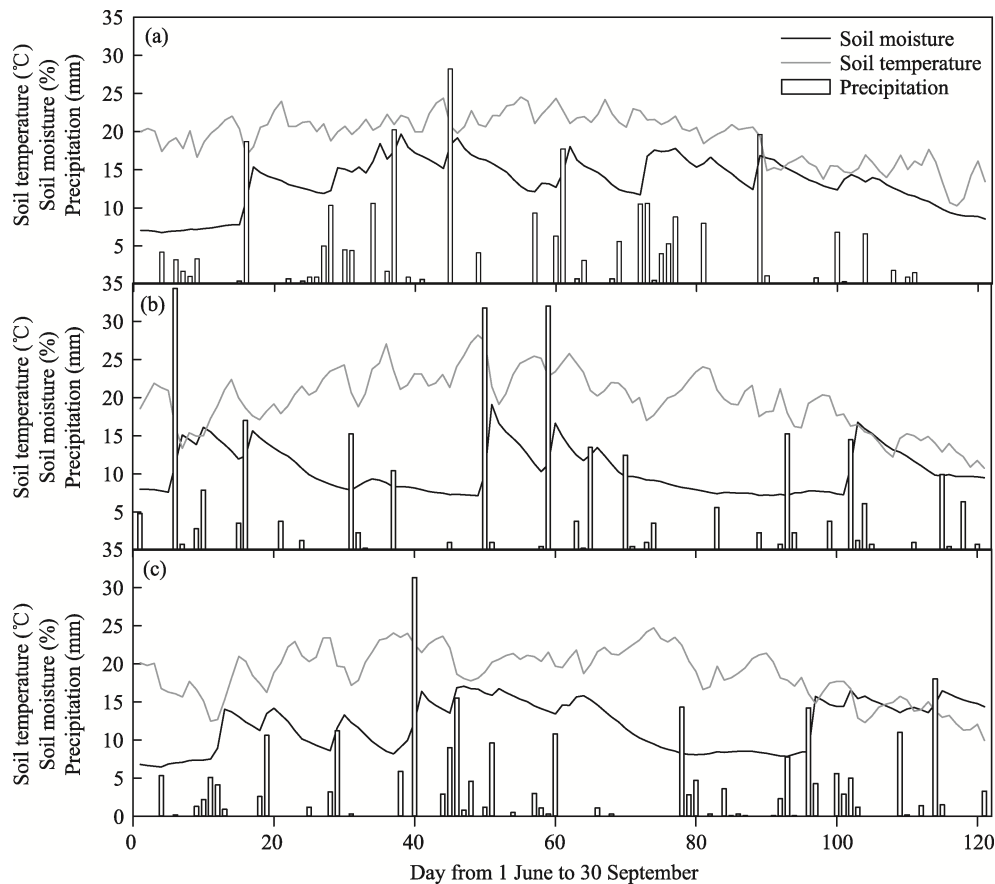 35
(a)
Soil moisture
30
Soil temperature
Precipitation
25
20
15
10
5
Soil temperature (℃)
Soil moisture (%)
Precipitation (mm)
35
(b)
30
25
20
15
10
5
Soil temperature (℃)
Soil moisture (%)
Precipitation (mm)
35
(c)
30
25
20
15
10
5
0
Soil temperature (℃)
Soil moisture (%)
Precipitation (mm)
0 20 40 60 80 100 120
Day from 1 June to 30 September